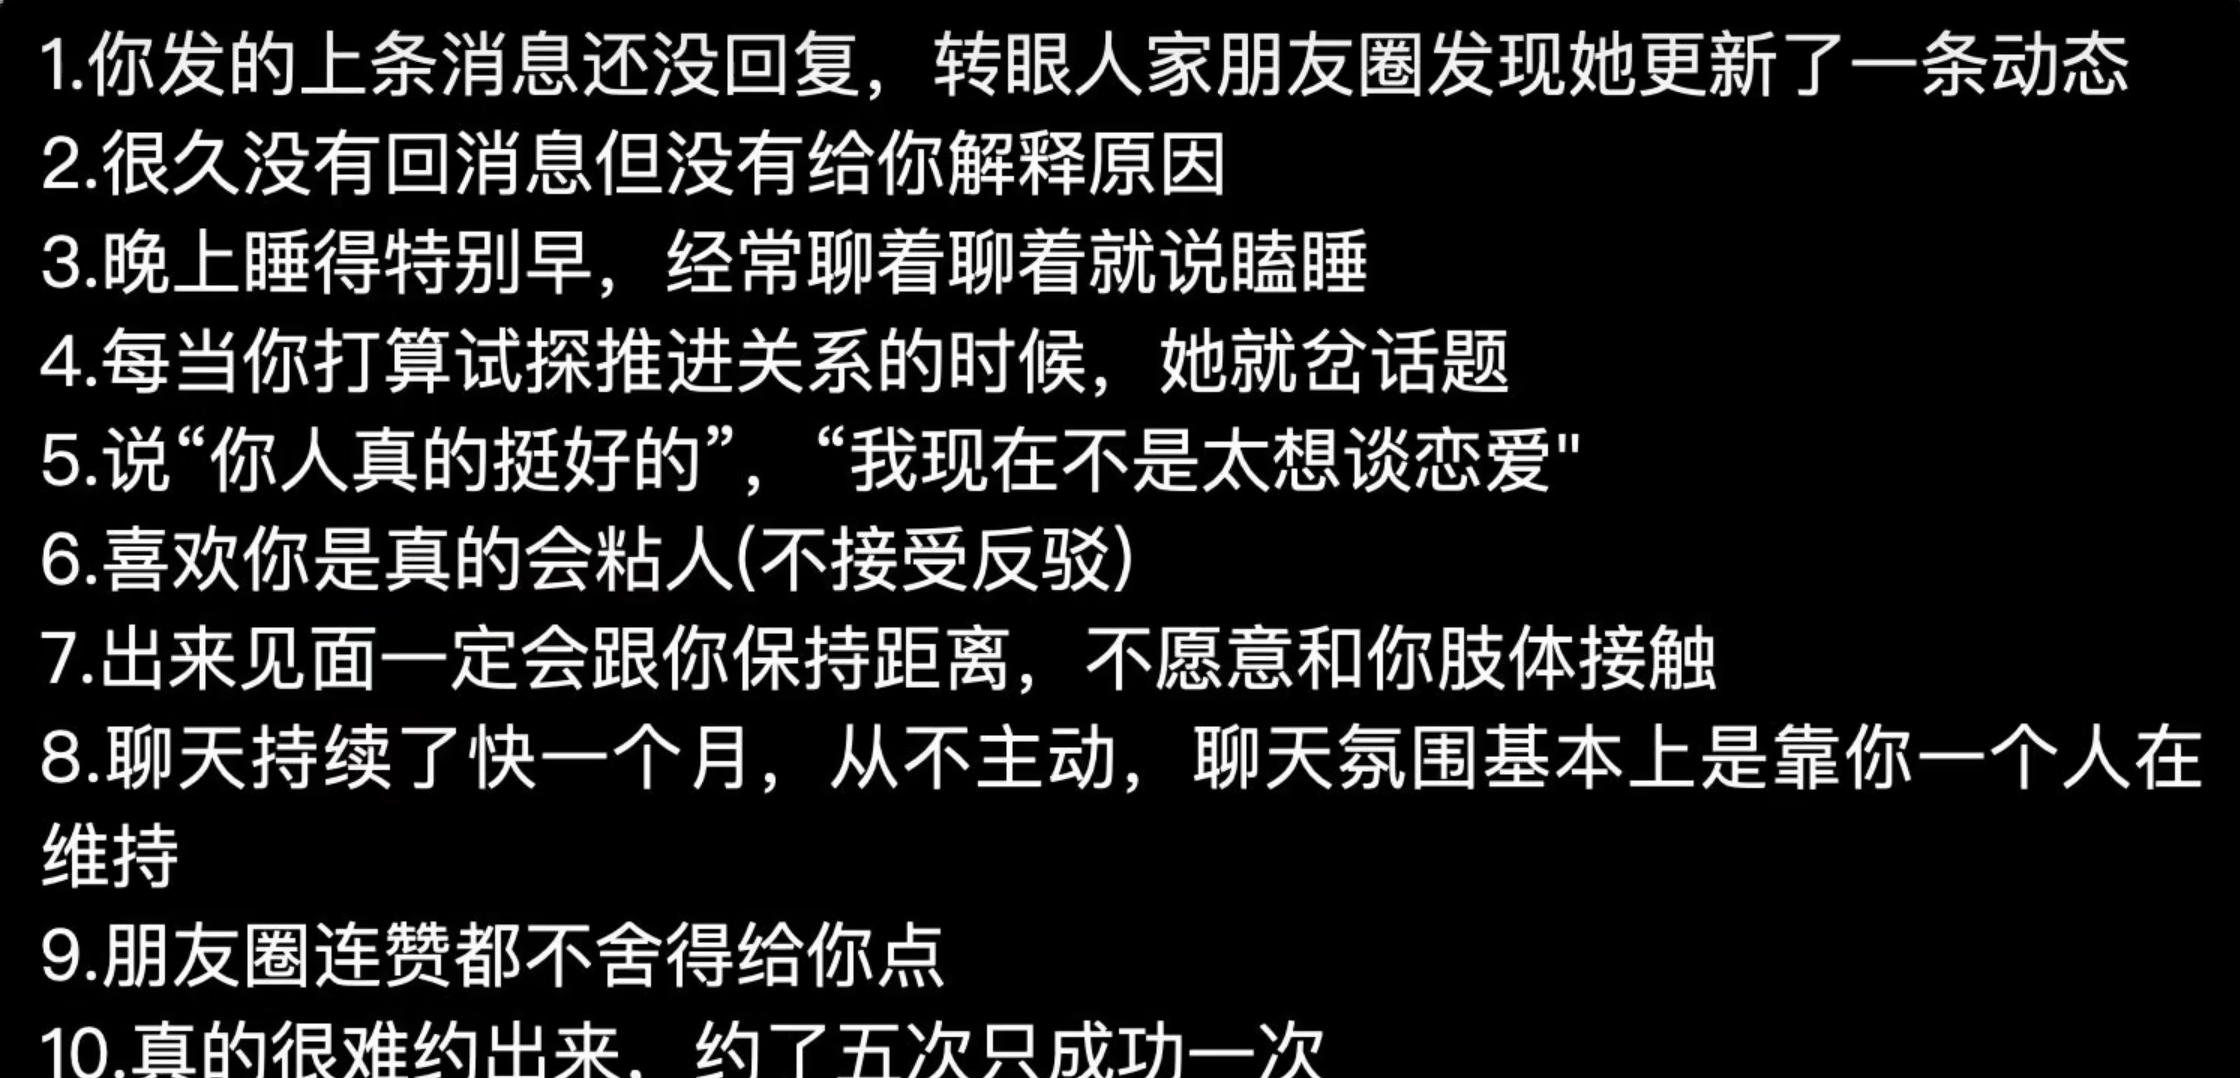 1.你发的上条消息还没回复，转眼人家朋友圈发现她更新了一条动态
2.很久没有回消息但没有给你解释原因
3.晚上睡得特别早，经常聊着聊着就说瞌睡
4.每当你打算试探推进关系的时候，她就岔话题
5.说“你人真的挺好的”，“我现在不是太想谈恋爱"
6.喜欢你是真的会粘人(不接受反驳)
7.出来见面一定会跟你保持距离，不愿意和你肢体接触
8.聊天持续了快一个月，从不主动，聊天氛围基本上是靠你一个人在
维持
9.朋友圈连赞都不舍得给你点
10.真的很难约出来，约了五次只成功一次